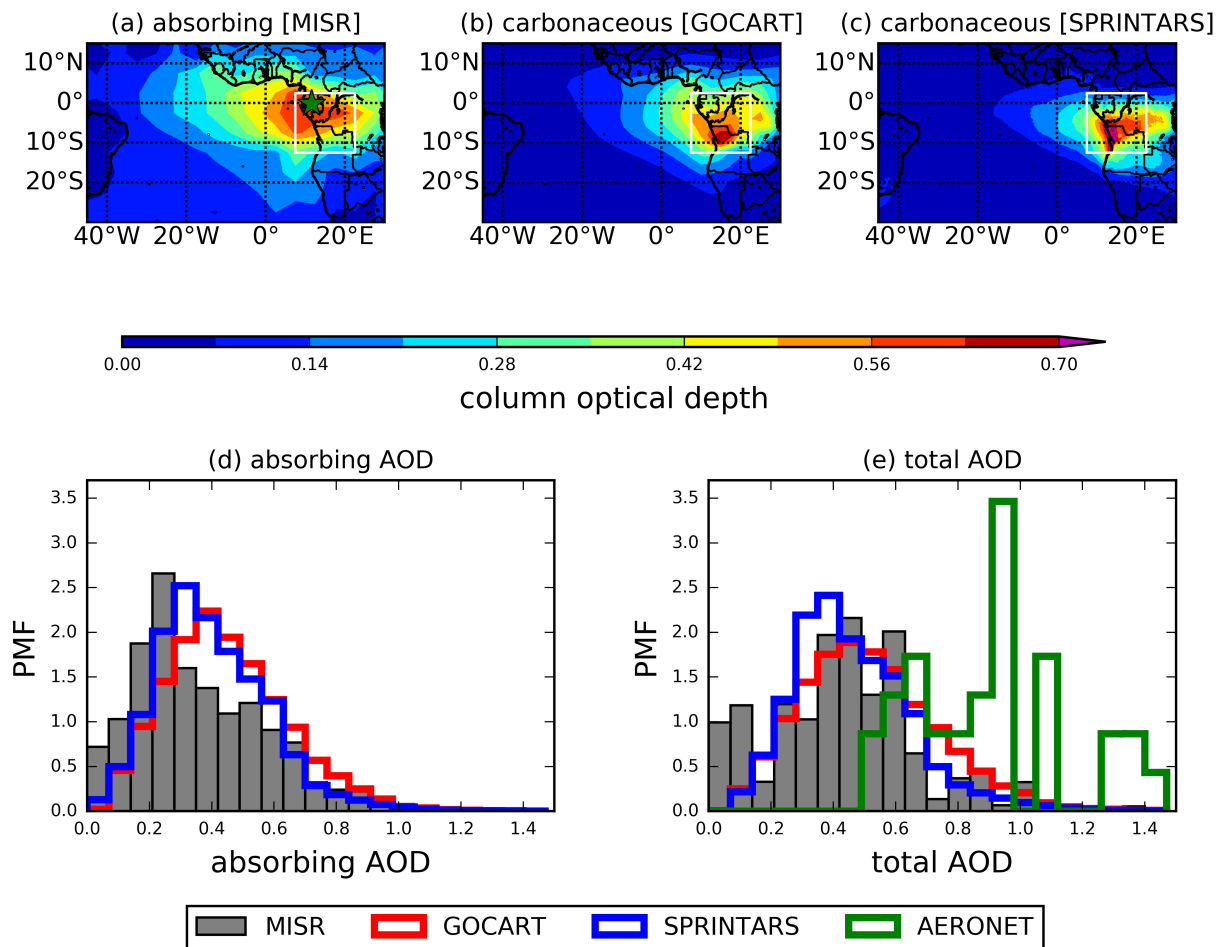 (a) absorbing [MISR]
(b) carbonaceous [GOCART]
(c) carbonaceous [SPRINTARS]
10°N
0°
10°S
20°S
40°W 20°W 0° 20°E
10°N
0°
10°S
20°S
40°W 20°W 0° 20°E
10°N
0°
10°S
20°S
40°W 20°W 0° 20°E
0.00 0.14 0.28 0.42 0.56 0.70
column optical depth
(d) absorbing AOD
3.5
3.0
2.5
2.0
1.5
1.0
0.5
0.0
PMF
0.0 0.2 0.4 0.6 0.8 1.0 1.2 1.4
absorbing AOD
(e) total AOD
3.5
3.0
2.5
2.0
1.5
1.0
0.5
0.0
PMF
0.0 0.2 0.4 0.6 0.8 1.0 1.2 1.4
total AOD
MISR GOCART SPRINTARS AERONET